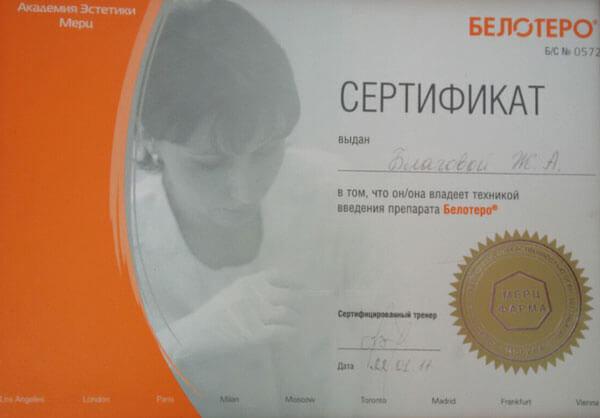 Академия Эстетики
Мерц
БЕЛОТЕРО®
Б/С № 0572
СЕРТИФИКАТ
выдан
Благовой Ж. А.
в том, что он/она владеет техникой
введения препарата Белотеро®
МЕРЦ
ФАРМА
Сертифицированный тренер
Дата
Los Angeles London Paris Milan Moscow Toronto Madrid Frankfurt Vienna